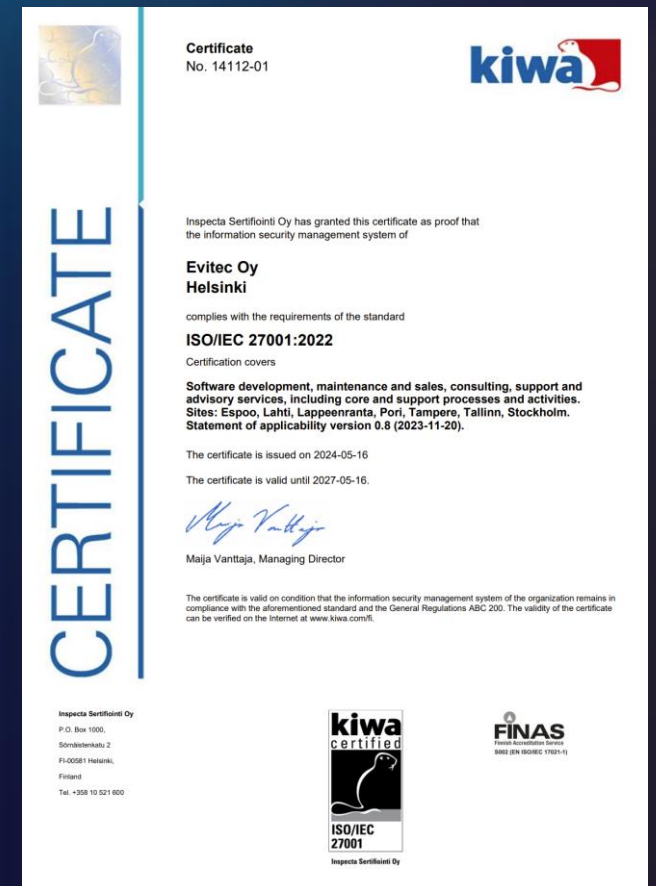 Certificate
No. 14112-01
kiwa
CERTIFICATE
Inspecta Sertifiointi Oy has granted this certificate as proof that
the information security management system of
Evitec Oy
Helsinki
complies with the requirements of the standard
ISO/IEC 27001:2022
Certification covers
Software development, maintenance and sales, consulting, support and
advisory services, including core and support processes and activities.
Sites: Espoo, Lahti, Lappeenranta, Pori, Tampere, Tallinn, Stockholm.
Statement of applicability version 0.8 (2023-11-20).
The certificate is issued on 2024-05-16
The certificate is valid until 2027-05-16.
Maija Vanttaja
Maija Vanttaja, Managing Director
The certificate is valid on condition that the information security management system of the organization remains in
compliance with the aforementioned standard and the General Regulations ABC 200. The validity of the certificate
can be verified on the Internet at www.kiwa.com/fi.
Inspecta Sertifiointi Oy
P.O. Box 1000,
Sörnäistenkatu 2
FI-00581 Helsinki,
Finland
Tel. +358 10 521 600
kiwa
certified
ISO/IEC
27001
Inspecta Sertifiointi Oy
FINAS
Finnish Accreditation Service
S002 (EN ISO/IEC 17021-1)